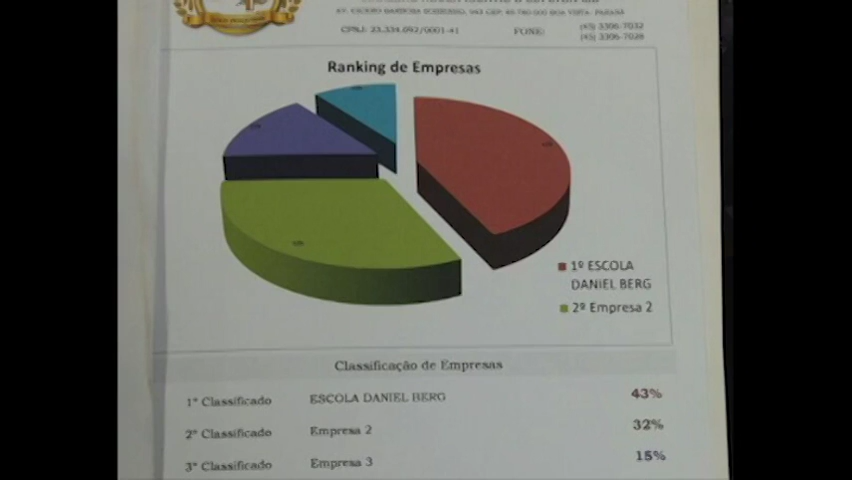 CNPJ: 23.334.092/0001-41 FONE: (45) 3306-7032
(45) 3306-7028
Ranking de Empresas
1º ESCOLA
DANIEL BERG
2º Empresa 2
Classificação de Empresas
1º Classificado ESCOLA DANIEL BERG 43%
2º Classificado Empresa 2 32%
3º Classificado Empresa 3 15%